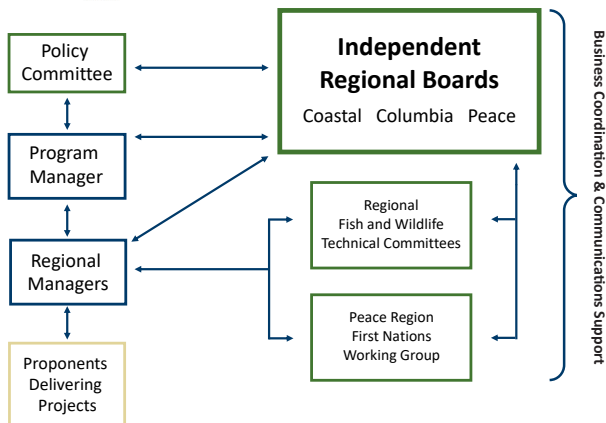 Policy
Committee
Independent
Regional Boards
Coastal Columbia Peace
Program
Manager
Regional
Managers
Regional
Fish and Wildlife
Technical Committees
Peace Region
First Nations
Working Group
Proponents
Delivering
Projects
Business Coordination & Communications Support